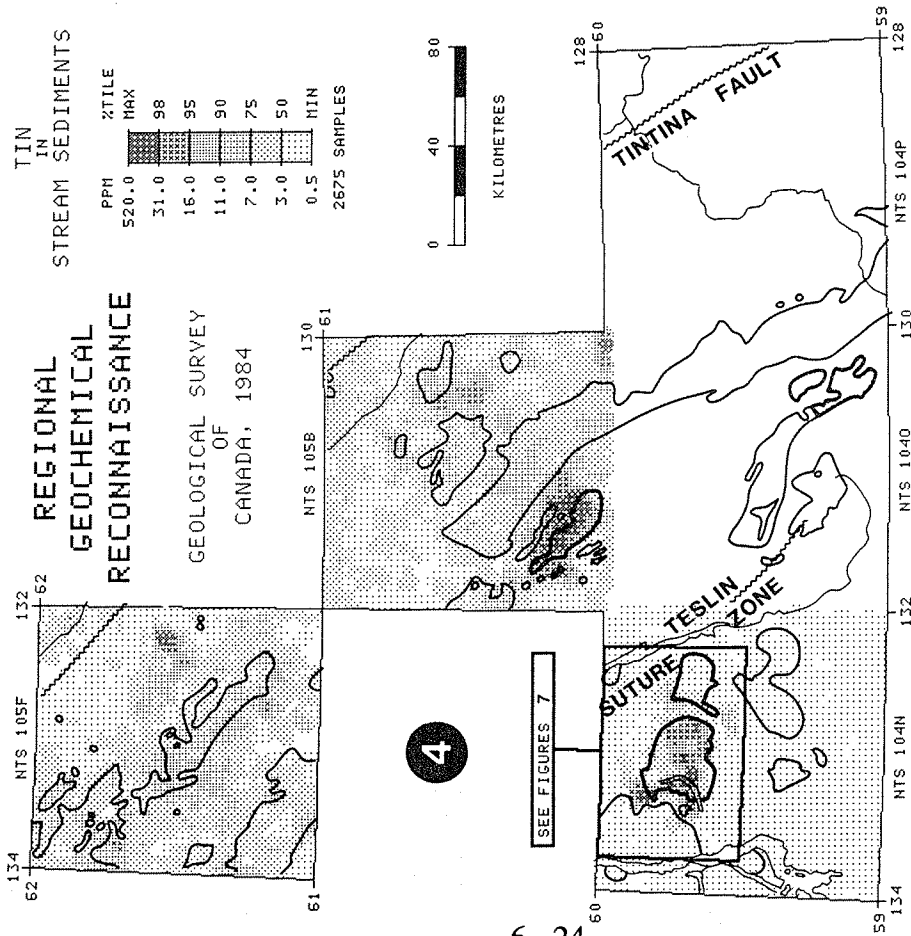 REGIONAL
GEOCHEMICAL
RECONNAISSANCE
GEOLOGICAL SURVEY
OF
CANADA, 1984
TIN
IN
STREAM SEDIMENTS
PPM %TILE
520.0 MAX
31.0 98
16.0 95
11.0 90
7.0 75
3.0 50
0.5 MIN
2675 SAMPLES
0 40 80
KILOMETRES
134 NTS 105F 132
62 62
61
NTS 105B 130
61
4
SEE FIGURES 7
60
128
60
SUTURE
TESLIN
ZONE
TINTINA FAULT
59
134 NTS 104N 132 NTS 104O 130 NTS 104P 128
59
6-24